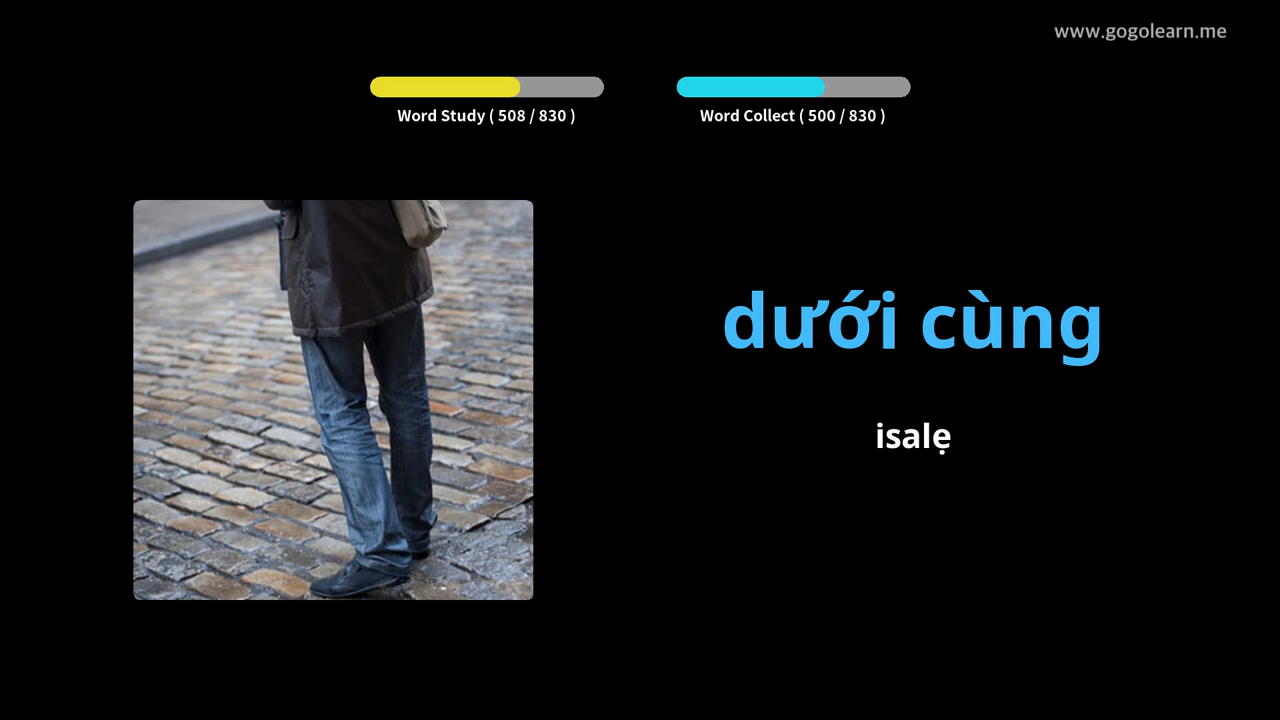 www.gogolearn.me
Word Study ( 508 / 830 )
Word Collect ( 500 / 830 )
dưới cùng
isalẹ